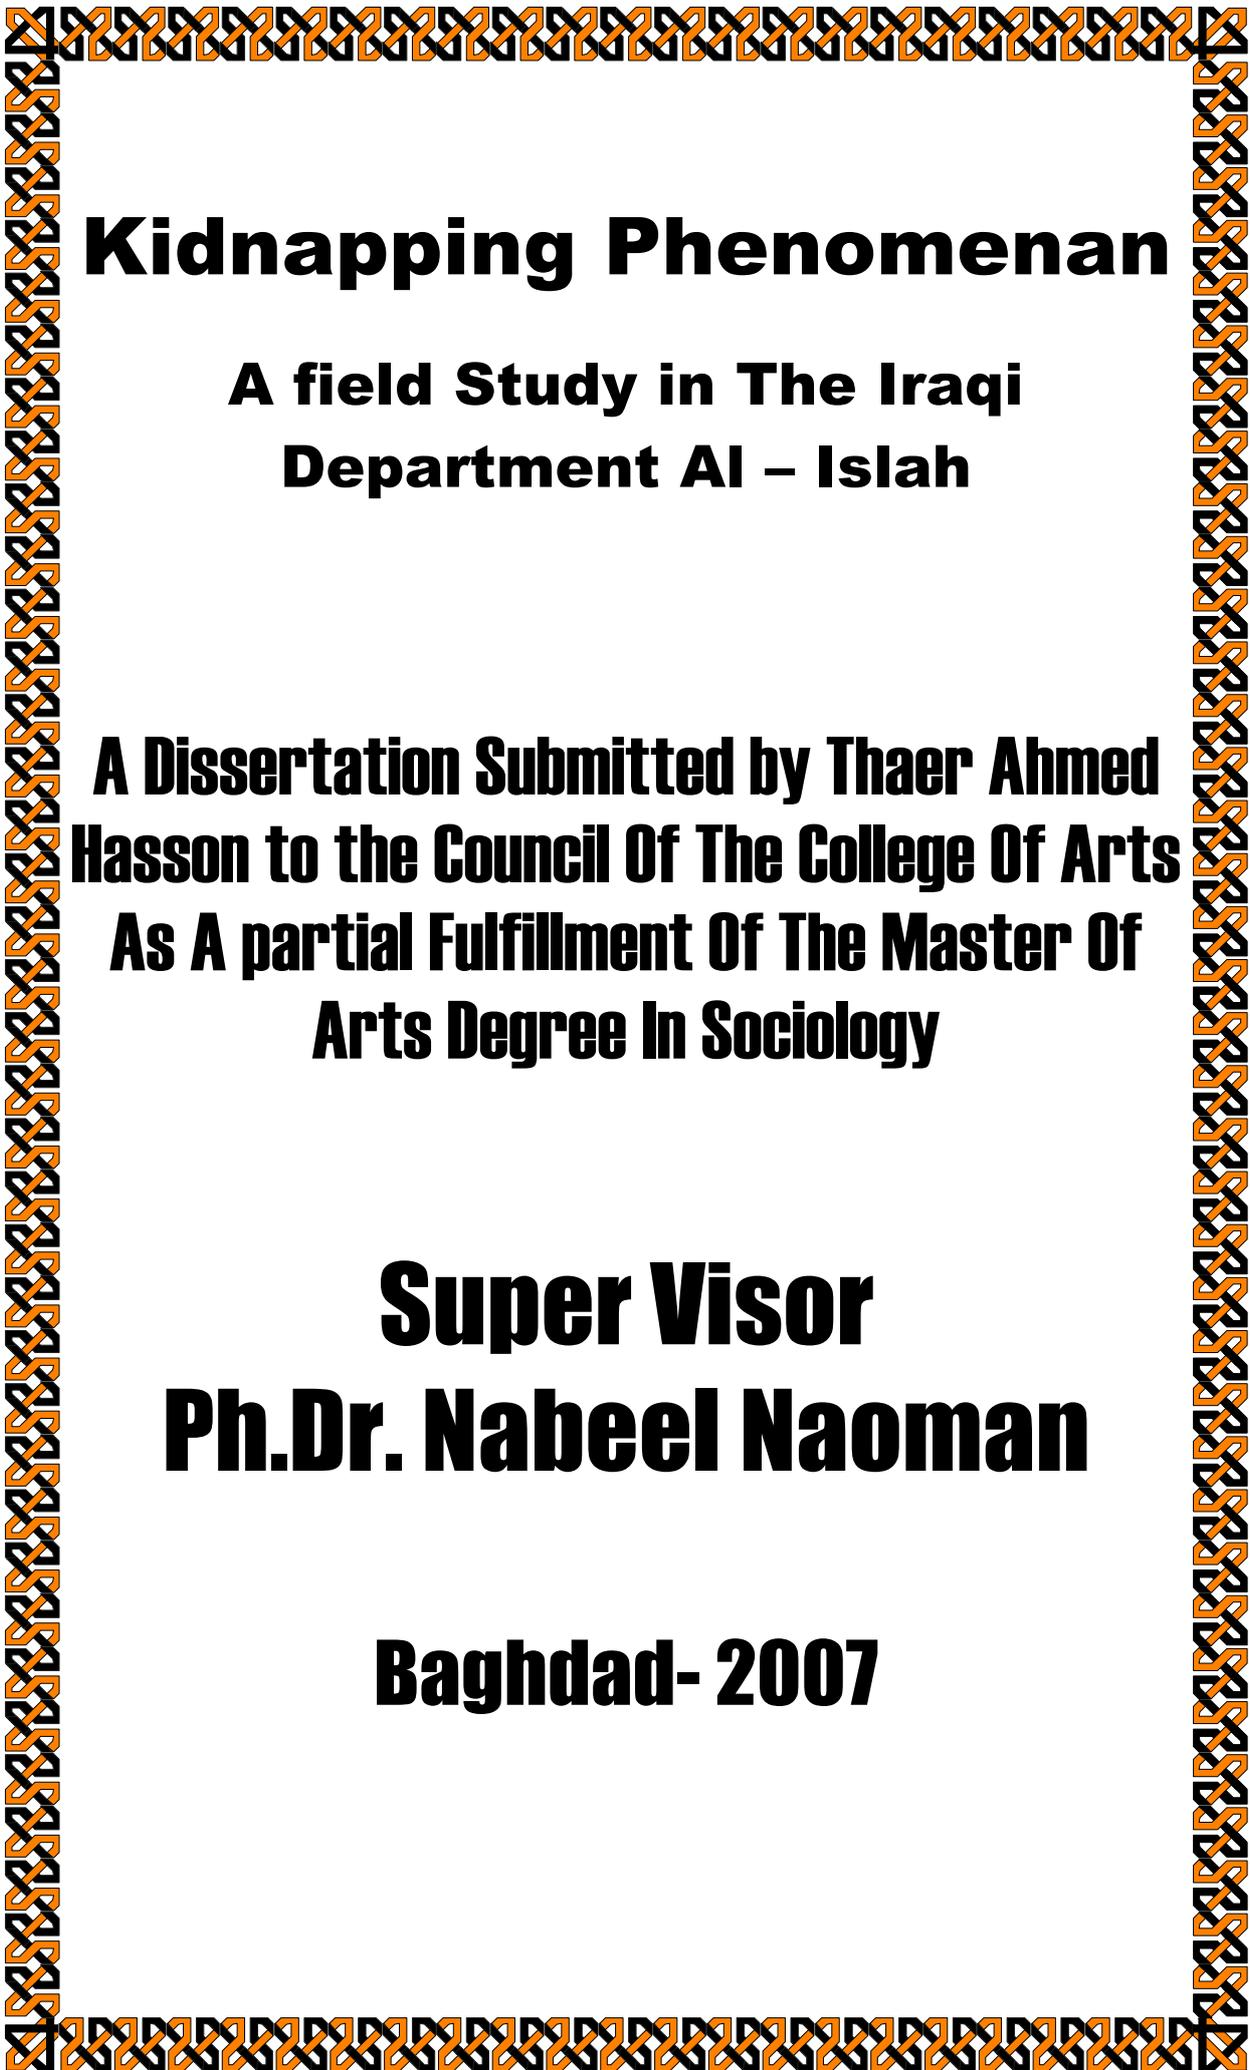 Kidnapping Phenomenan
A field Study in The Iraqi
Department Al – Islah
A Dissertation Submitted by Thaer Ahmed
Hasson to the Council Of The College Of Arts
As A partial Fulfillment Of The Master Of
Arts Degree In Sociology
Super Visor
Ph.Dr. Nabeel Naoman
Baghdad- 2007